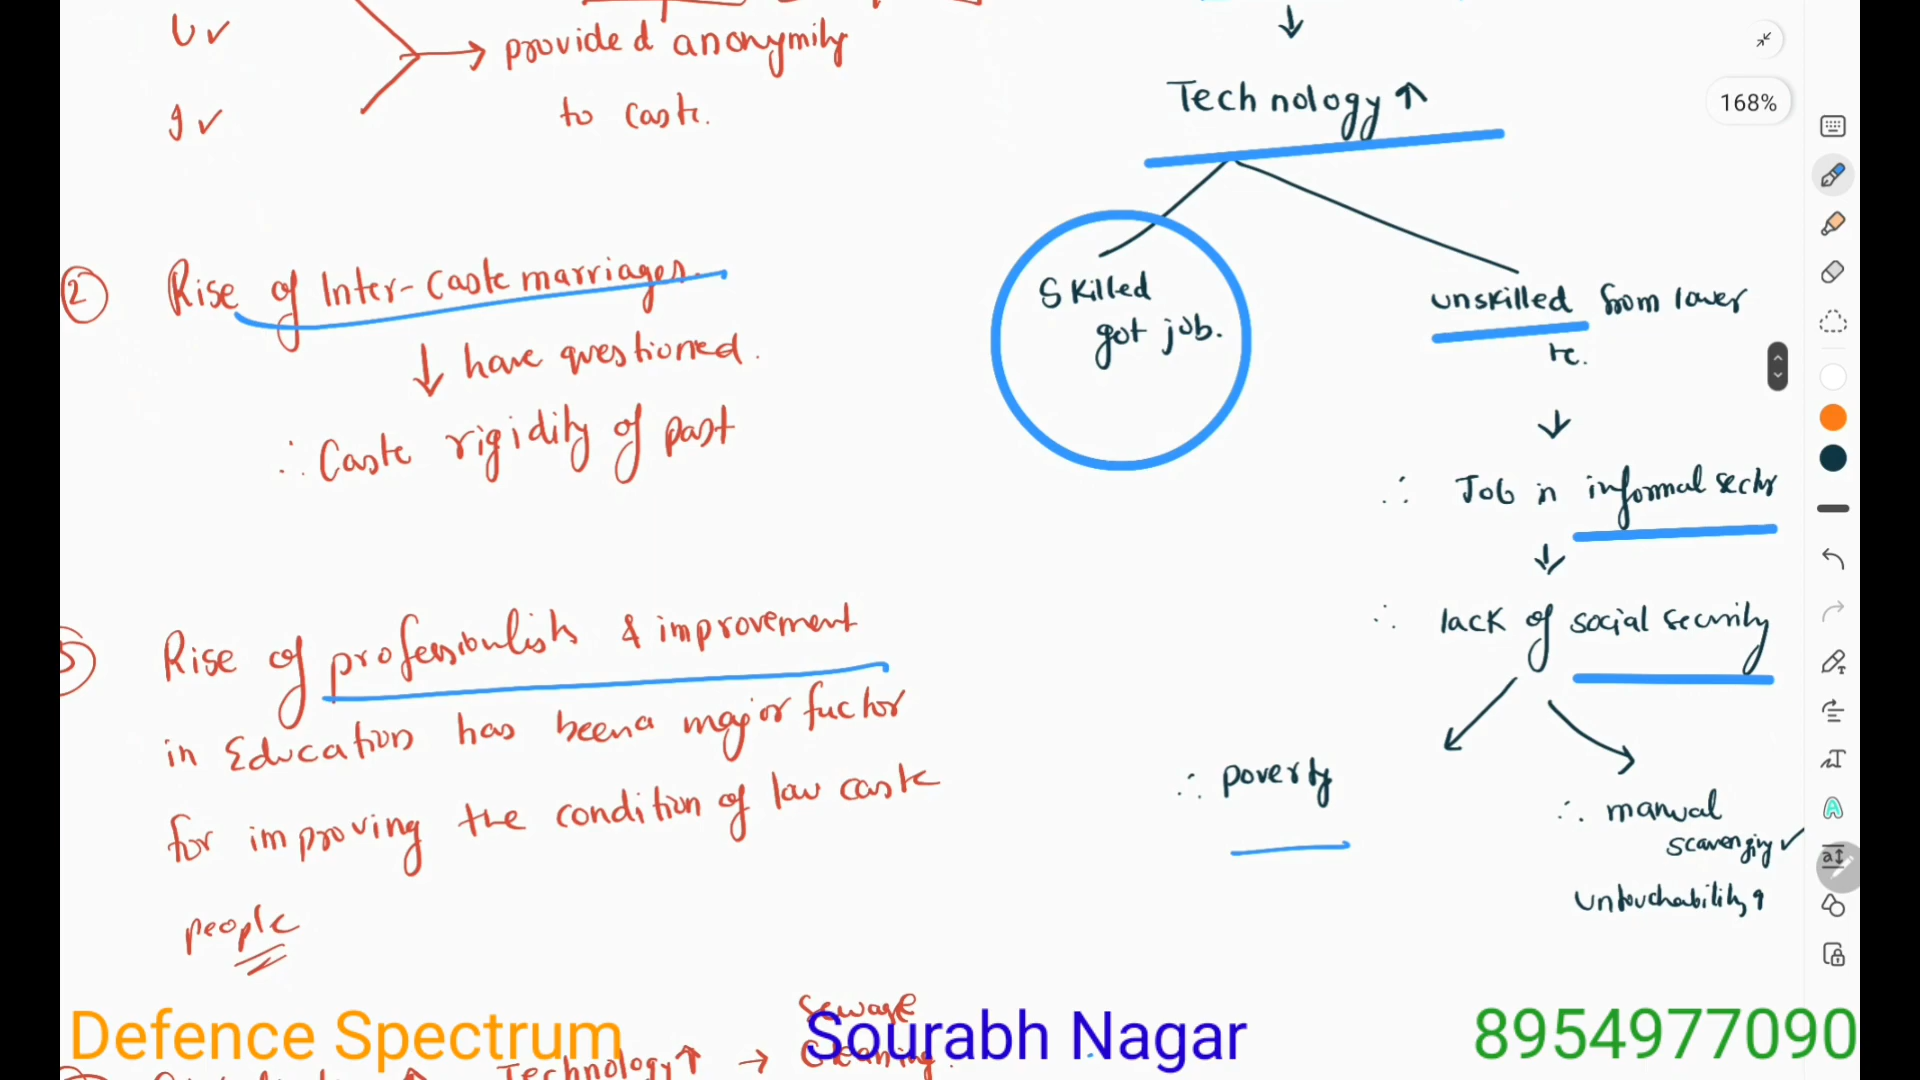 U ✓
g ✓
→ provided anonymity
to caste.
② Rise of Inter-Caste marriages.
↓ have questioned.
∴ Caste rigidity of past
Rise of professionlists & improvement
in Education has been a major factor
for improving the condition of low caste
people
Sewage
Technology ↑ → Cleaning.
↓
Technology ↑
Skilled
got job.
unskilled from lower
↓
∴ Job in informal sector
↓
∴ lack of social security
∴ poverty
∴ manual
scavenging ✓
Untouchability
168%
Defence Spectrum
Sourabh Nagar
8954977090